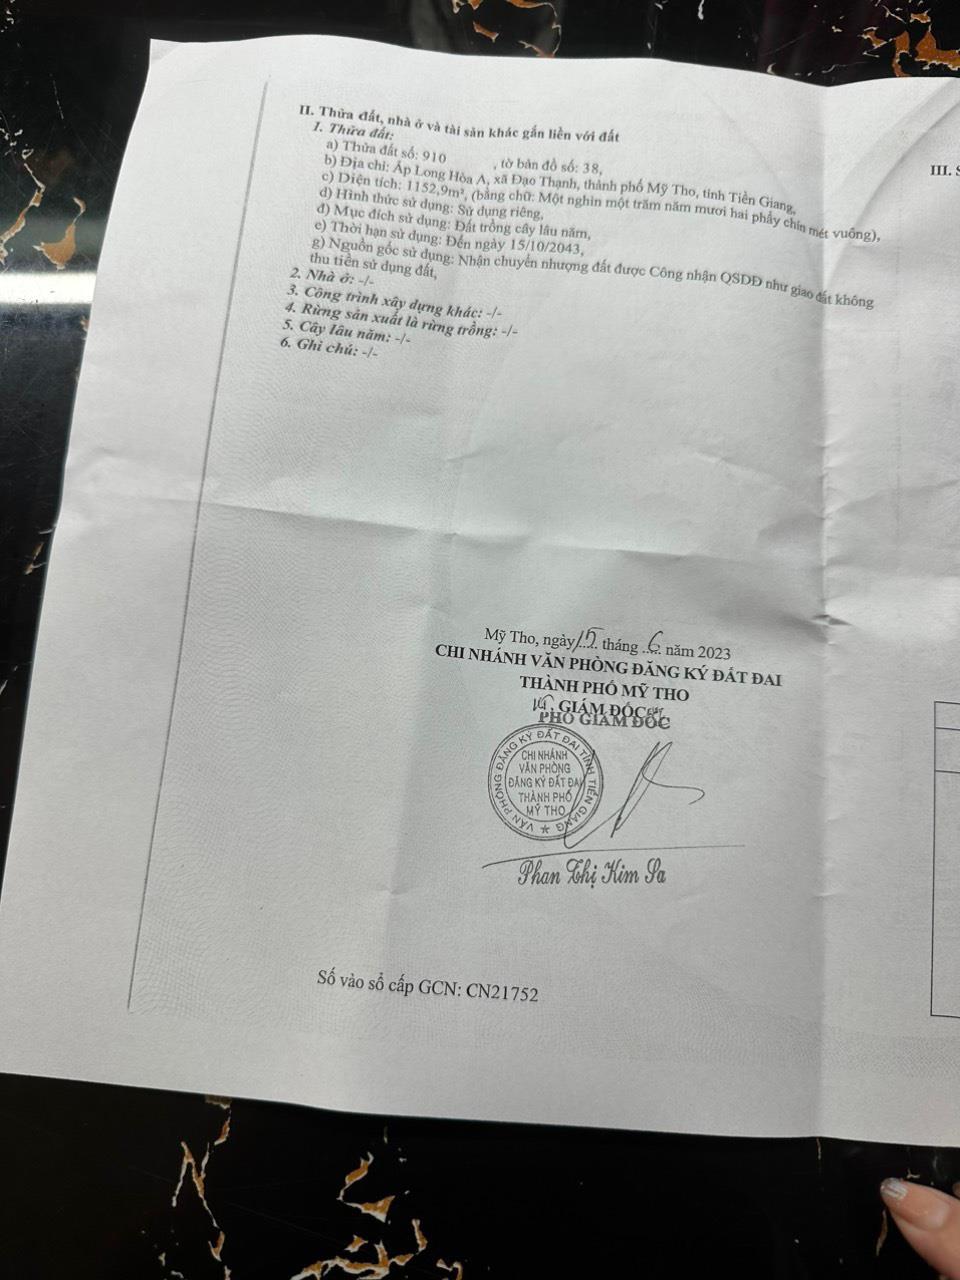 II. Thửa đất, nhà ở và tài sản khác gắn liền với đất
1. Thửa đất:
a) Thửa đất số: 910 , tờ bản đồ số: 38,
b) Địa chỉ: Ấp Long Hòa A, xã Đạo Thạnh, thành phố Mỹ Tho, tỉnh Tiền Giang,
c) Diện tích: 1152,9m², (bằng chữ: Một nghìn một trăm năm mươi hai phẩy chín mét vuông),
d) Hình thức sử dụng: Sử dụng riêng,
đ) Mục đích sử dụng: Đất trồng cây lâu năm,
e) Thời hạn sử dụng: Đến ngày 15/10/2043,
g) Nguồn gốc sử dụng: Nhận chuyển nhượng đất được Công nhận QSDĐ như giao đất không
thu tiền sử dụng đất,
2. Nhà ở: -/-
3. Công trình xây dựng khác: -/-
4. Rừng sản xuất là rừng trồng: -/-
5. Cây lâu năm: -/-
6. Ghi chú: -/-
III. S
Mỹ Tho, ngày 15 tháng 6 năm 2023
CHI NHÁNH VĂN PHÒNG ĐĂNG KÝ ĐẤT ĐAI
THÀNH PHỐ MỸ THO
KT. GIÁM ĐỐC
PHÓ GIÁM ĐỐC
VĂN PHÒNG ĐĂNG KÝ ĐẤT ĐAI TỈNH TIỀN GIANG
CHI NHÁNH
VĂN PHÒNG
ĐĂNG KÝ ĐẤT ĐAI
THÀNH PHỐ
MỸ THO
Phan Thị Kim Sa
Số vào sổ cấp GCN: CN21752